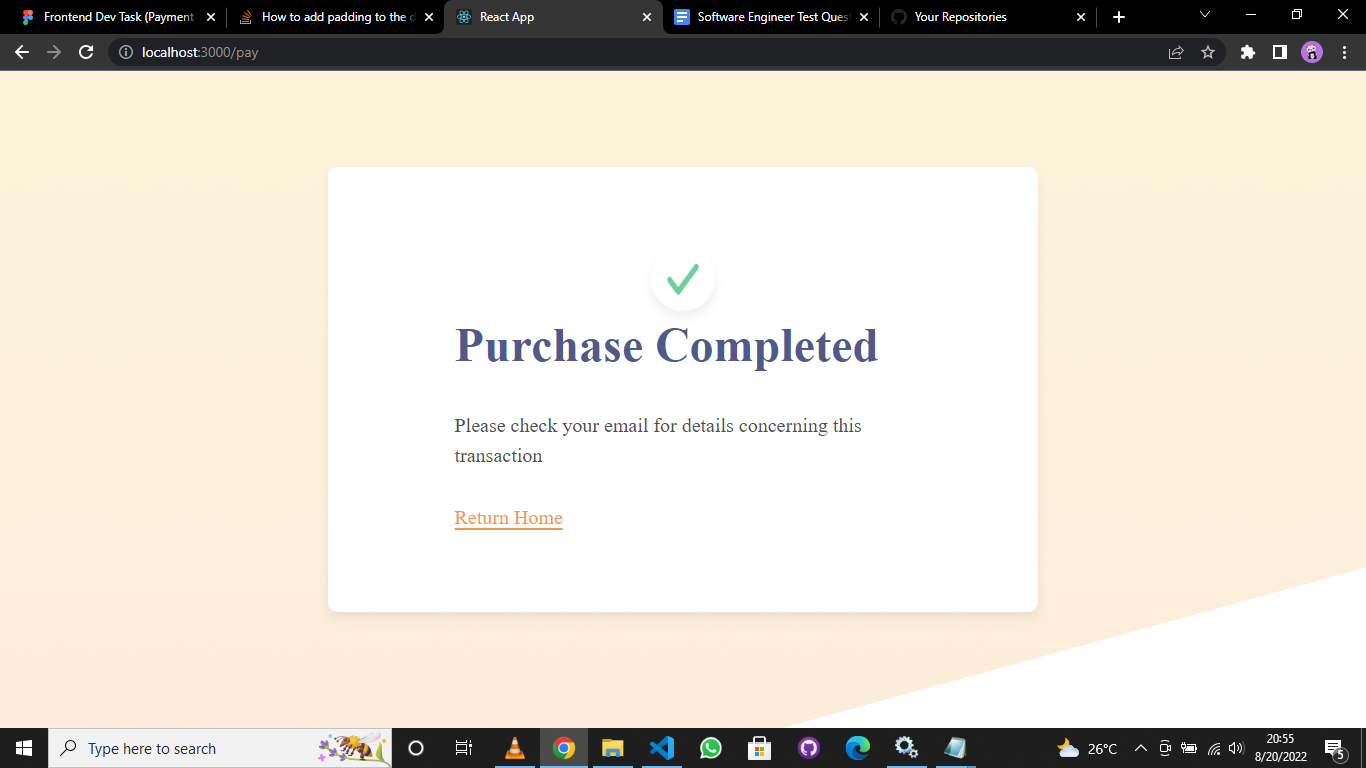 Frontend Dev Task (Payment
How to add padding to the d
React App
Software Engineer Test Quest
Your Repositories
localhost:3000/pay
Purchase Completed
Please check your email for details concerning this
transaction
Return Home
Type here to search
26°C
20:55
8/20/2022
5